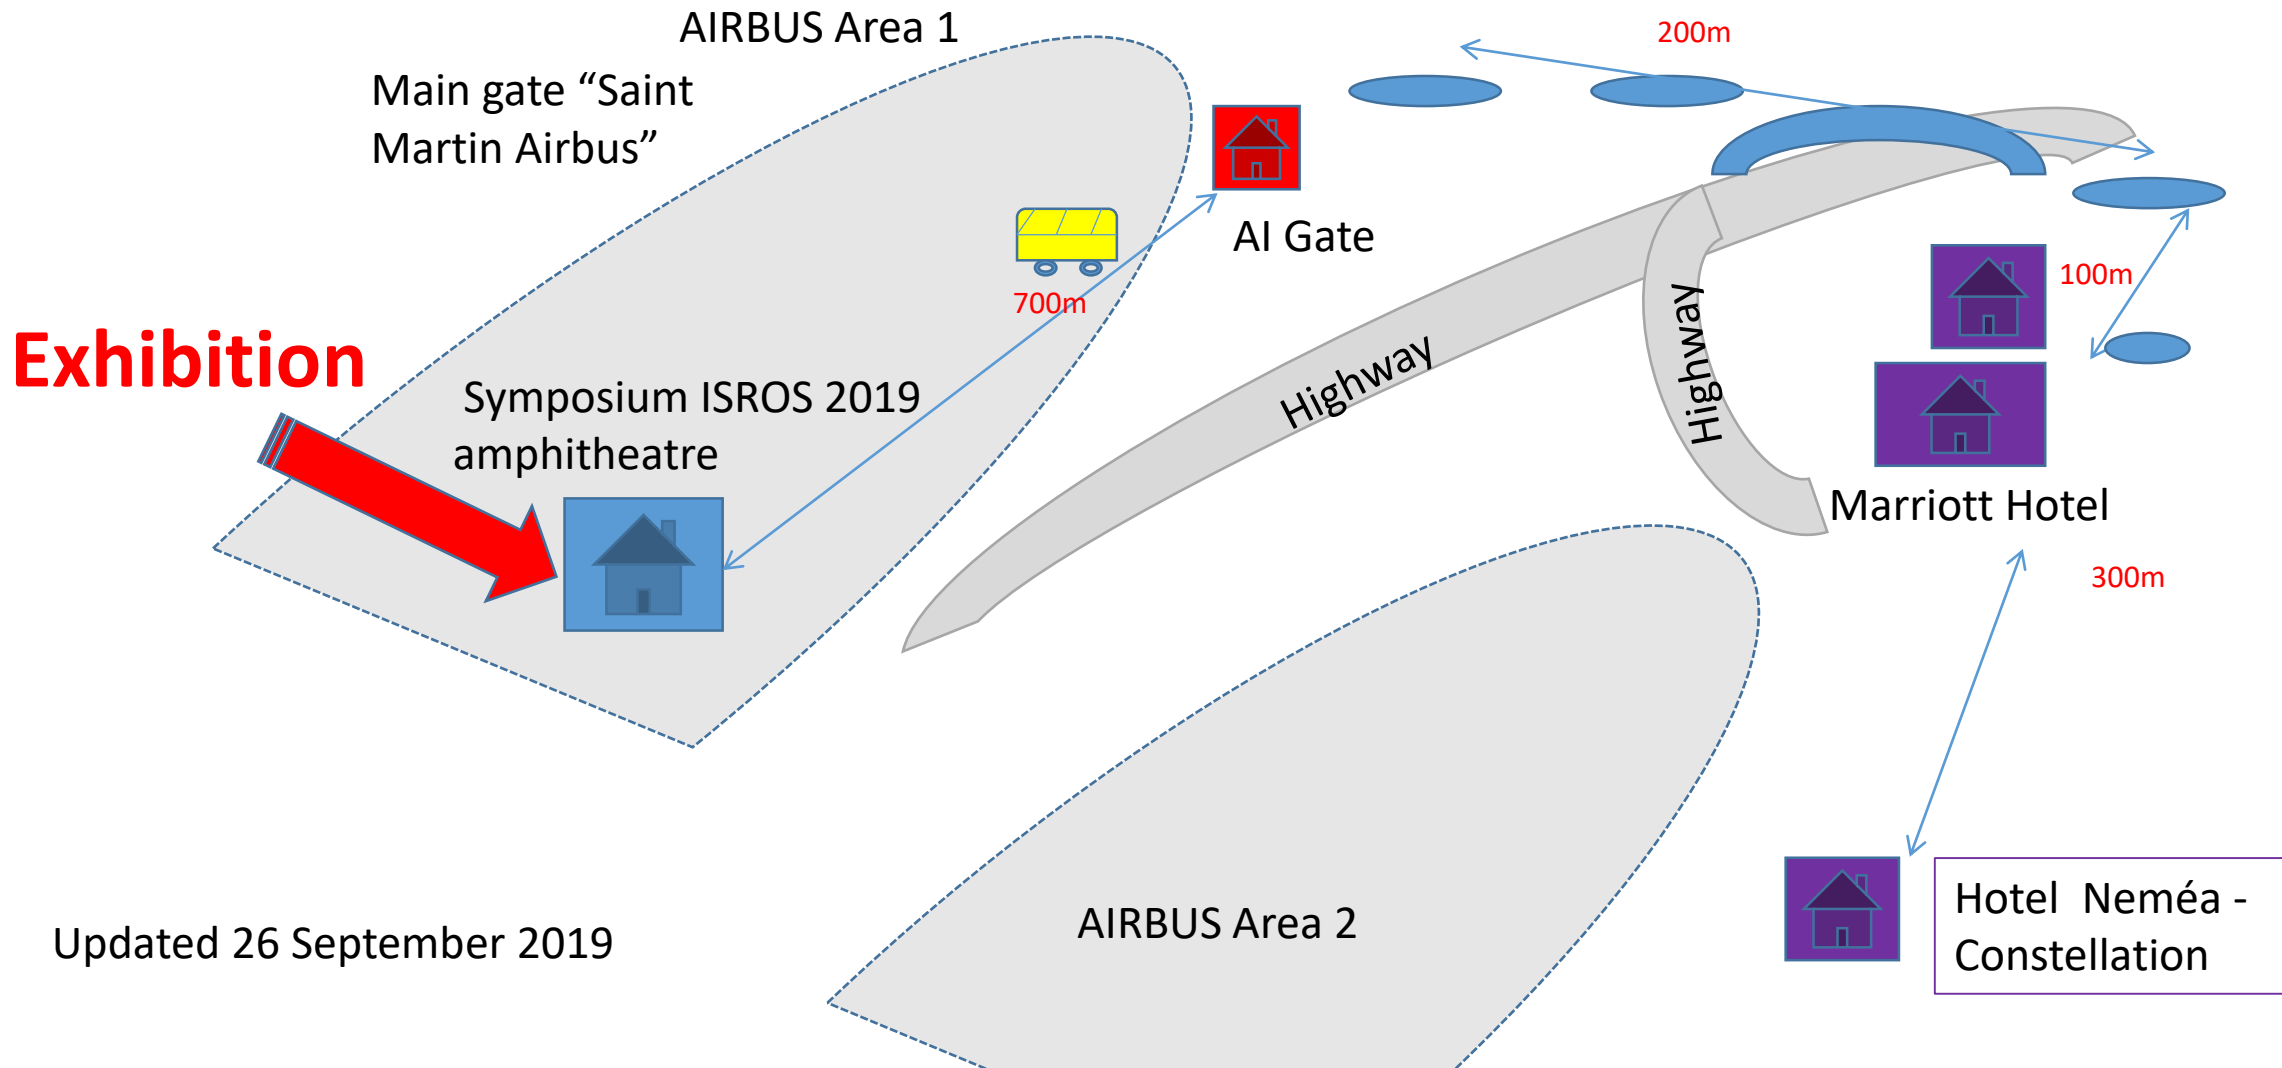 AIRBUS Area 1
200m
Main gate “Saint
Martin Airbus”
AI Gate
100m
700m
Exhibition
Highway
Highway
Symposium ISROS 2019
amphitheatre
Marriott Hotel
300m
Hotel Neméa -
Constellation
AIRBUS Area 2
Updated 26 September 2019